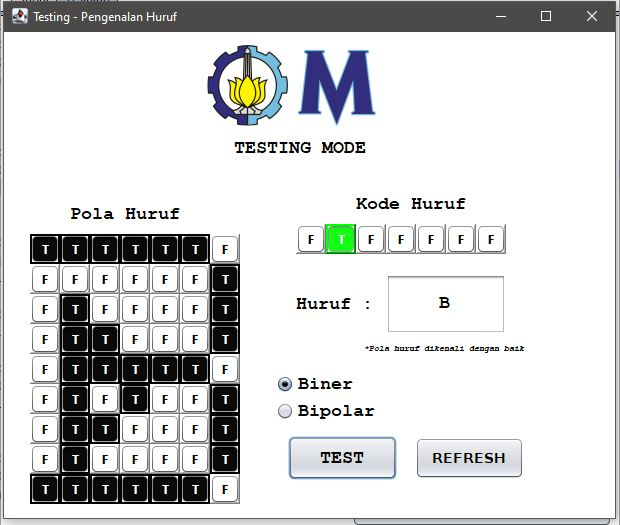 Testing - Pengenalan Huruf
M
TESTING MODE
Pola Huruf
T T T T T T F
F F F F F F T
F T F F F F T
F T T F F F T
F T T T T T F
F T F T F F T
F T T F F F T
F T F F F F T
T T T T T T F
Kode Huruf
F T F F F F F
Huruf : B
*Pola huruf dikenali dengan baik
Biner
Bipolar
TEST REFRESH